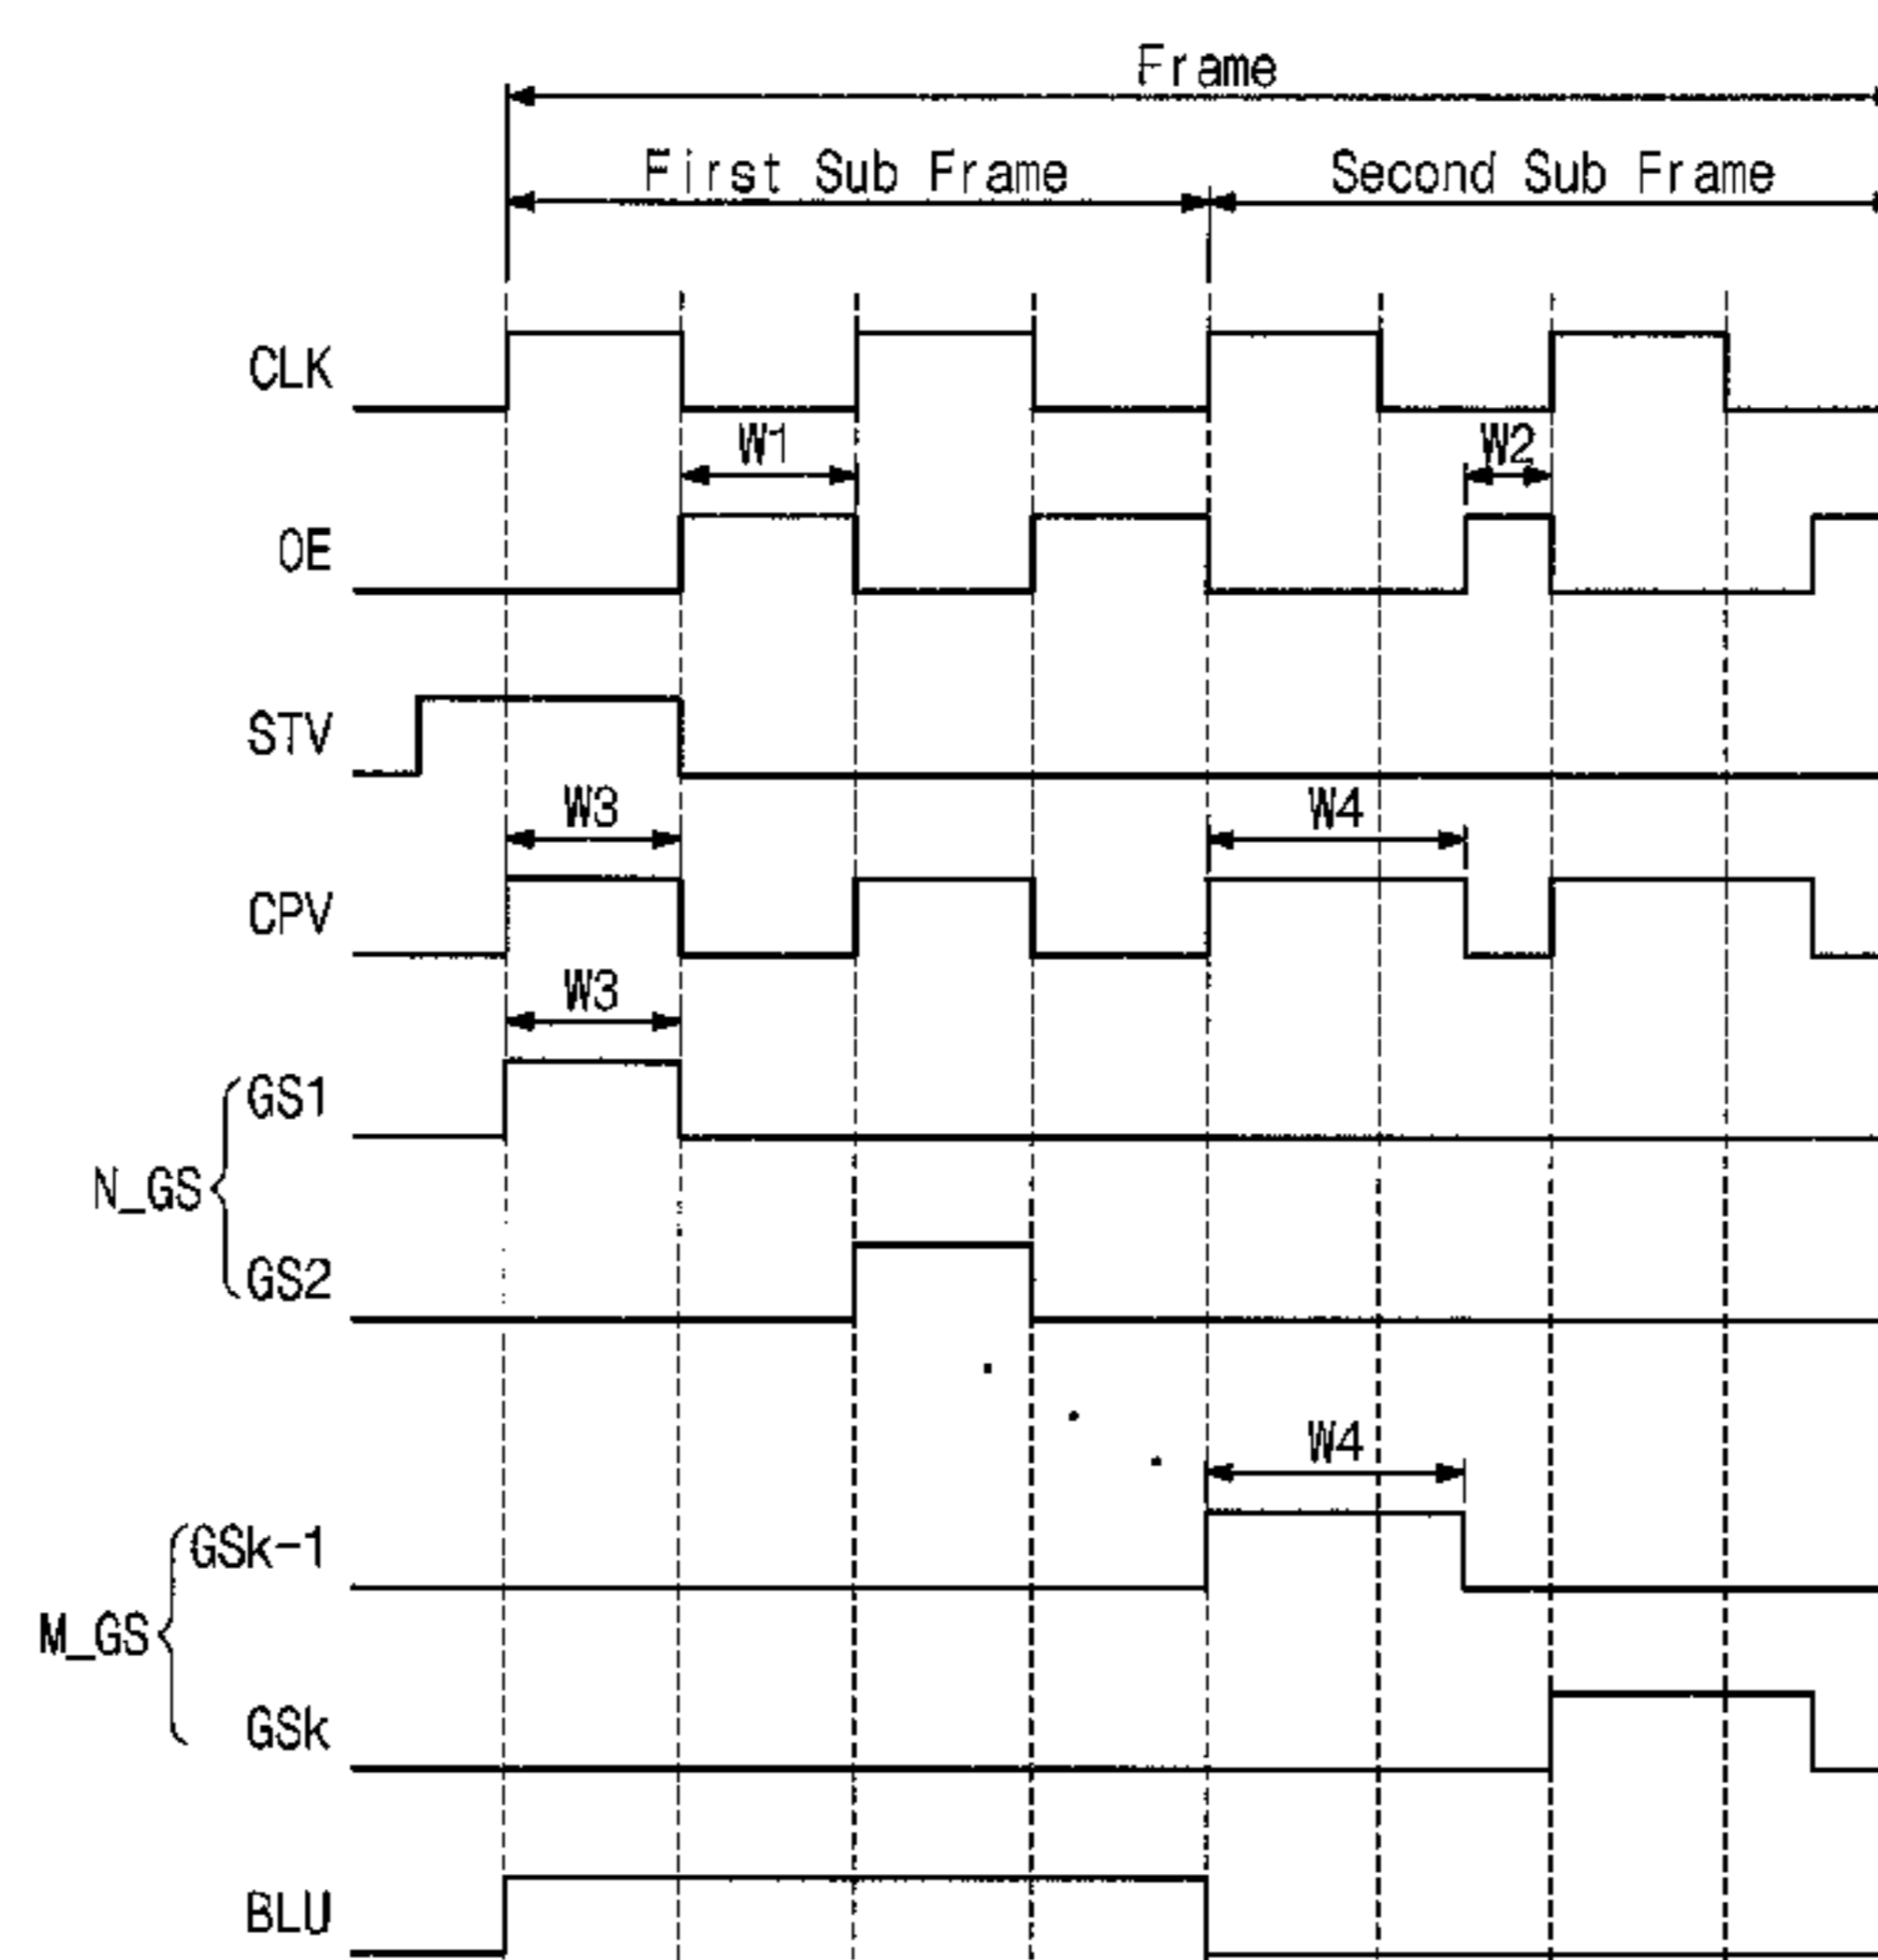 Frame
First Sub Frame
Second Sub Frame
CLK
W1
W2
OE
STV
W3
W4
CPV
W3
GS1
N_GS
GS2
W4
GSk-1
M_GS
GSk
BLU